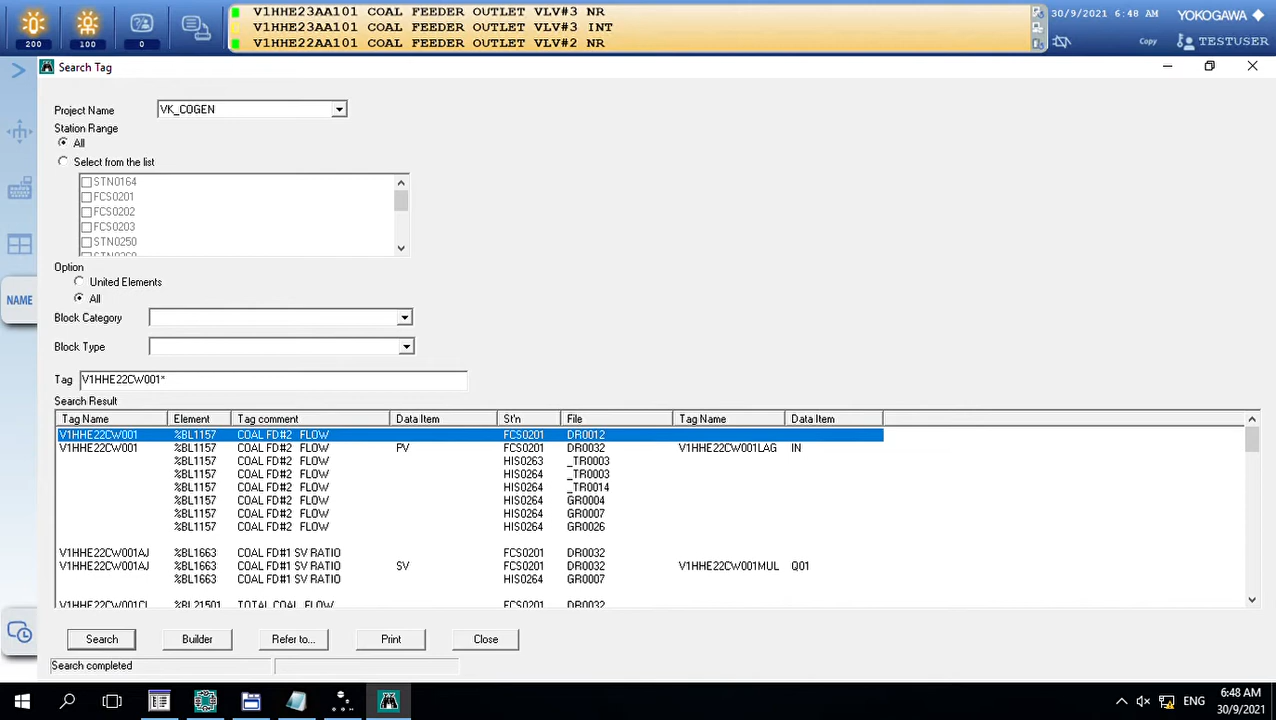 V1HHE23AA101 COAL FEEDER OUTLET VLV#3 NR
V1HHE23AA101 COAL FEEDER OUTLET VLV#3 INT
V1HHE22AA101 COAL FEEDER OUTLET VLV#2 NR
200
100
0
30/9/2021 6:48 AM
YOKOGAWA
Copy
TESTUSER
Search Tag
Project Name VK_COGEN
Station Range
All
Select from the list
STN0164
FCS0201
FCS0202
FCS0203
STN0250
Option
United Elements
All
NAME
Block Category
Block Type
Tag V1HHE22CW001*
Search Result
Tag Name Element Tag comment Data Item St'n File Tag Name Data Item
V1HHE22CW001 %BL1157 COAL FD#2 FLOW FCS0201 DR0012
V1HHE22CW001 %BL1157 COAL FD#2 FLOW PV FCS0201 DR0032 V1HHE22CW001LAG IN
%BL1157 COAL FD#2 FLOW HIS0263 _TR0003
%BL1157 COAL FD#2 FLOW HIS0264 _TR0003
%BL1157 COAL FD#2 FLOW HIS0264 _TR0014
%BL1157 COAL FD#2 FLOW HIS0264 GR0004
%BL1157 COAL FD#2 FLOW HIS0264 GR0007
%BL1157 COAL FD#2 FLOW HIS0264 GR0026
V1HHE22CW001AJ %BL1663 COAL FD#1 SV RATIO FCS0201 DR0032
V1HHE22CW001AJ %BL1663 COAL FD#1 SV RATIO SV FCS0201 DR0032 V1HHE22CW001MUL Q01
%BL1663 COAL FD#1 SV RATIO HIS0264 GR0007
V1HHE22CW001CL %BL21501 TOTAL COAL FLOW FCS0201 DR0032
Search Builder Refer to... Print Close
Search completed
ENG
6:48 AM
30/9/2021